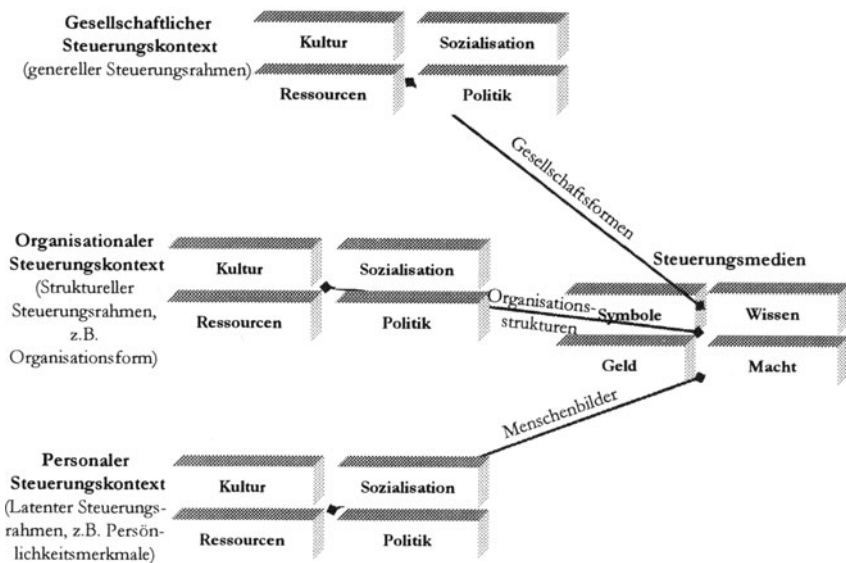 Gesellschaftlicher
Steuerungskontext
(genereller Steuerungsrahmen)
Kultur
Sozialisation
Ressourcen
Politik
Gesellschaftsformen
Organisationaler
Steuerungskontext
(Struktureller
Steuerungsrahmen,
z.B.
Organisationsform)
Kultur
Sozialisation
Ressourcen
Politik
Organisations-
strukturen
Steuerungsmedien
Symbole
Wissen
Geld
Macht
Menschenbilder
Personaler
Steuerungskontext
(Latenter Steuerungs-
rahmen, z.B. Persön-
lichkeitsmerkmale)
Kultur
Sozialisation
Ressourcen
Politik